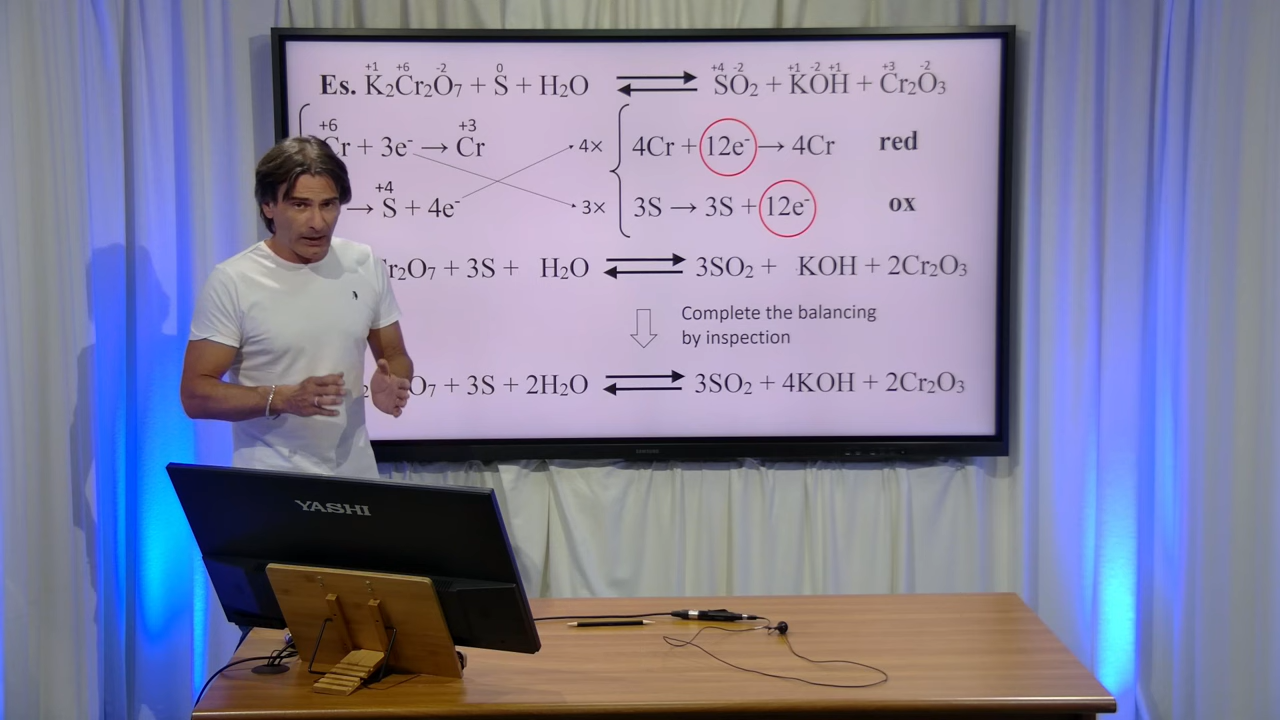 +1 +6 -2 0 +4 -2 +1 -2 +1 +3 -2
Es. K₂Cr₂O₇ + S + H₂O ⇌ SO₂ + KOH + Cr₂O₃
+6 +3
Cr + 3e⁻ → Cr 4× 4Cr + 12e⁻ → 4Cr red
+4
→ S + 4e⁻ 3× 3S → 3S + 12e⁻ ox
r₂O₇ + 3S + H₂O ⇌ 3SO₂ + KOH + 2Cr₂O₃
Complete the balancing
by inspection
₂ O₇ + 3S + 2H₂O ⇌ 3SO₂ + 4KOH + 2Cr₂O₃
SAMSUNG
YASHI